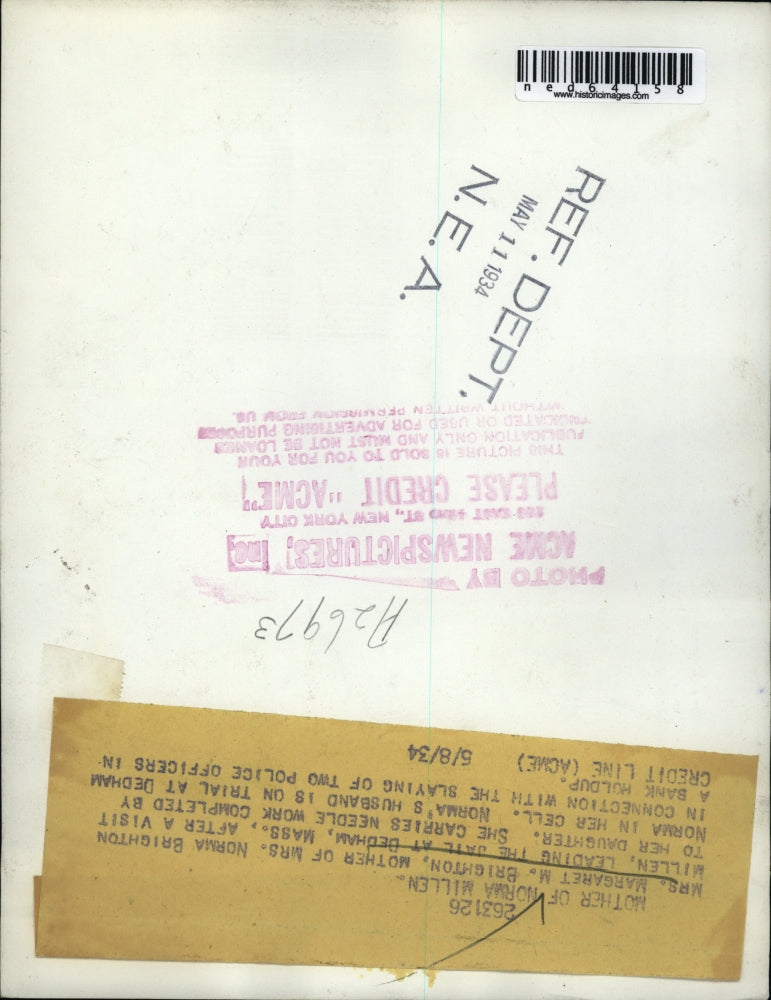 ned64158
www.historicimages.com
REF. DEPT.
MAY 11 1934
N.E.A.
PHOTO BY
ACME NEWSPICTURES, Inc
220 EAST 42ND ST., NEW YORK CITY
PLEASE CREDIT "ACME"
THIS PICTURE IS SOLD TO YOU FOR YOUR
PUBLICATION ONLY AND MUST NOT BE LOANED
SYNDICATED OR USED FOR ADVERTISING PURPOSES
WITHOUT WRITTEN PERMISSION FROM US.
A26973
263126
MOTHER OF NORMA MILLEN.
MRS. MARGARET M. BRIGHTON, MOTHER OF MRS. NORMA BRIGHTON
MILLEN, LEADING THE JAIL AT DEDHAM, MASS., AFTER A VISIT
TO HER DAUGHTER. SHE CARRIES NEEDLE WORK COMPLETED BY
NORMA IN HER CELL. NORMA'S HUSBAND IS ON TRIAL AT DEDHAM
IN CONNECTION WITH THE SLAYING OF TWO POLICE OFFICERS IN
A BANK HOLDUP.
CREDIT LINE (ACME) 5/8/34